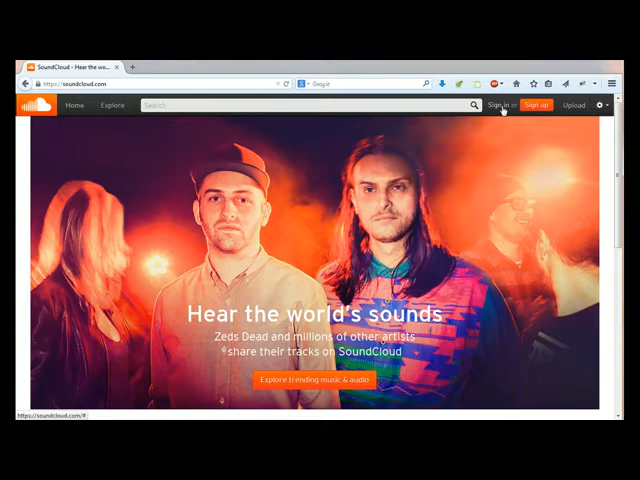 SoundCloud - Hear the wo...
https://soundcloud.com
Google
Home
Explore
Search
Sign in or
Sign up
Upload
Hear the world's sounds
Zeds Dead and millions of other artists
share their tracks on SoundCloud
Explore trending music & audio
https://soundcloud.com/#